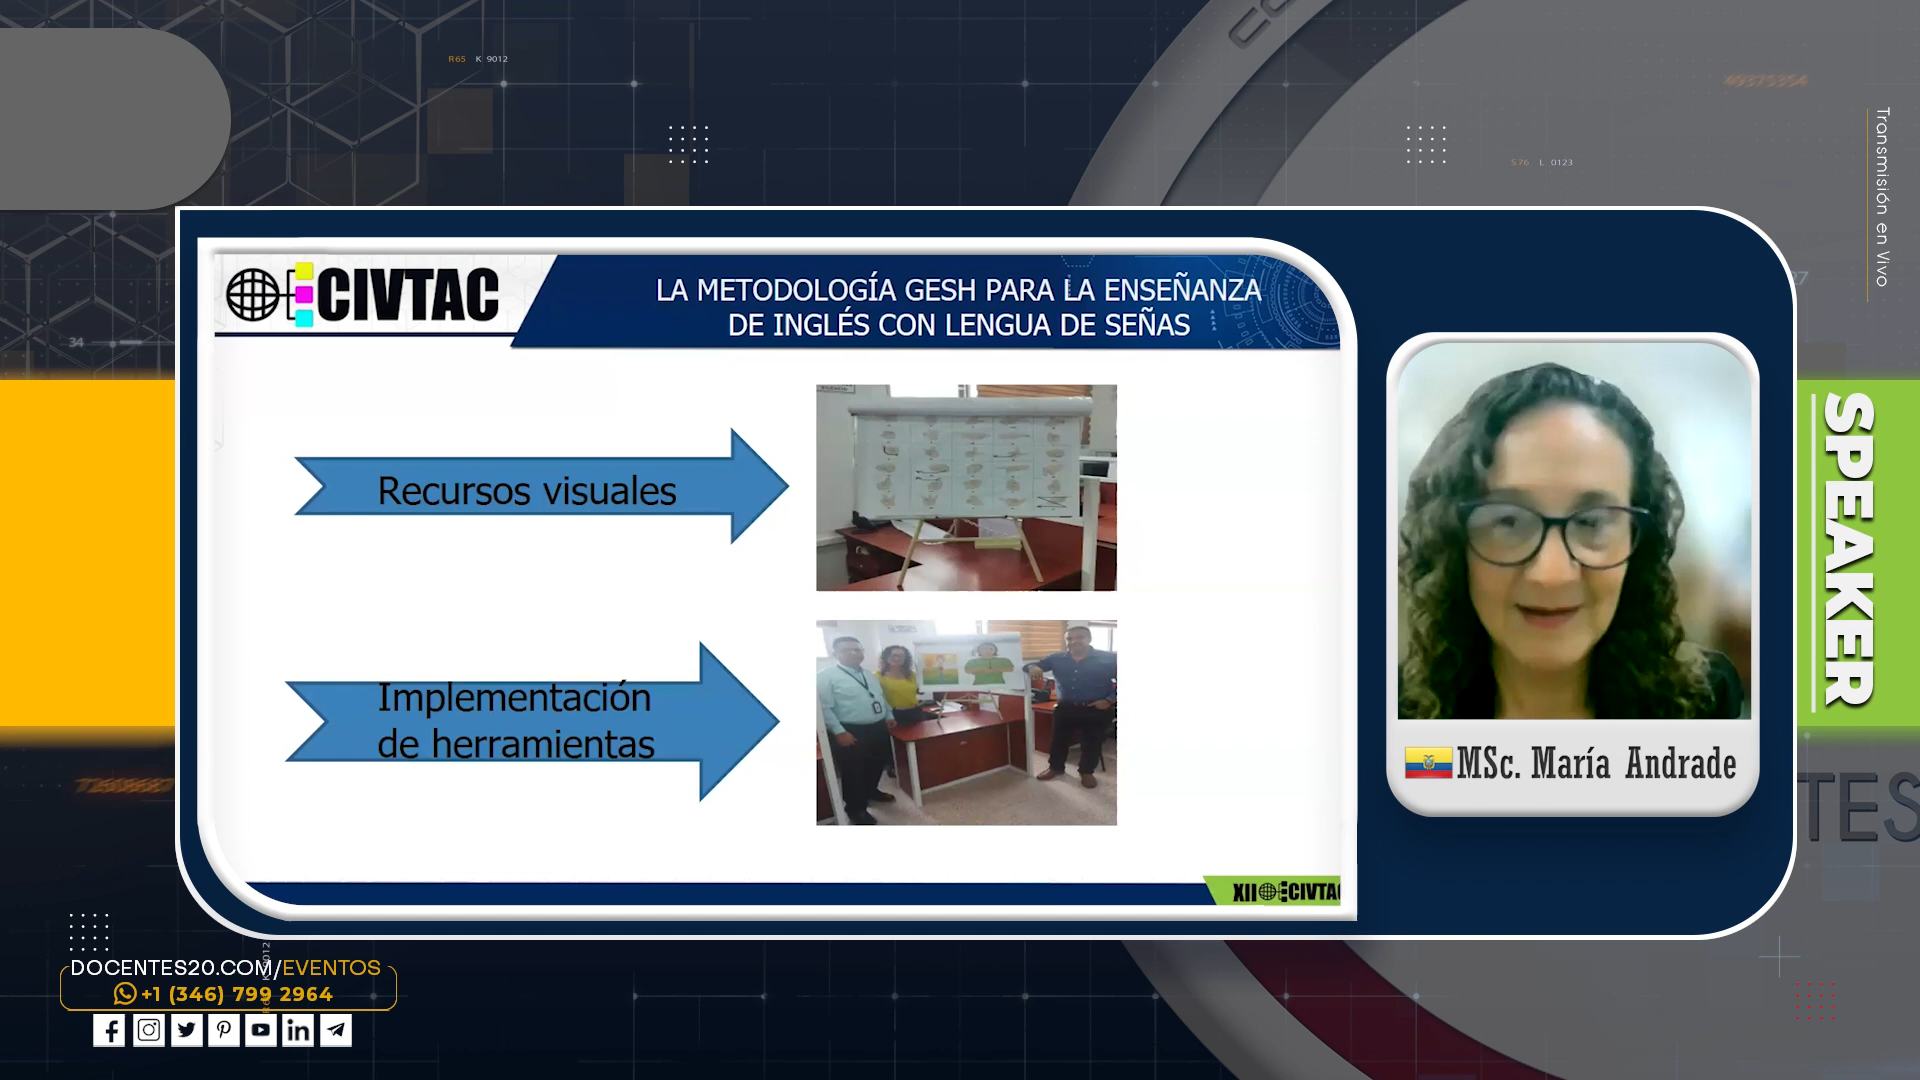 R65 K 9012
49375354
S76 L 0123
Transmisión en Vivo
34
CIVTAC
LA METODOLOGÍA GESH PARA LA ENSEÑANZA
DE INGLÉS CON LENGUA DE SEÑAS
Recursos visuales
Implementación
de herramientas
XII CIVTAC
SPEAKER
MSc. María Andrade
TES
DOCENTES20.COM/EVENTOS
+1 (346) 799 2964